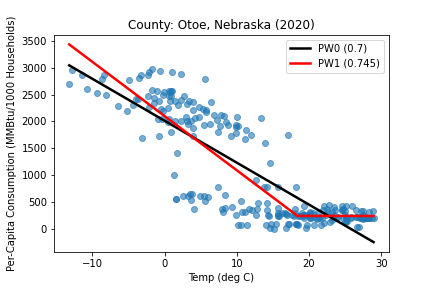 County: Otoe, Nebraska (2020)
Per-Capita Consumption (MMBtu/1000 Households)
3500
3000
2500
2000
1500
1000
500
0
PW0 (0.7)
PW1 (0.745)
−10
0
10
20
30
Temp (deg C)